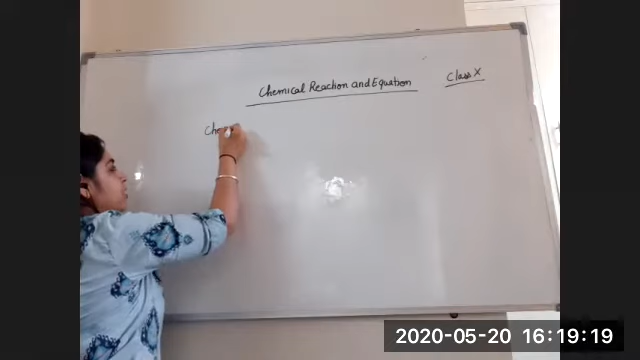 Chemical Reaction and Equation
Class X
2020-05-20 16:19:19